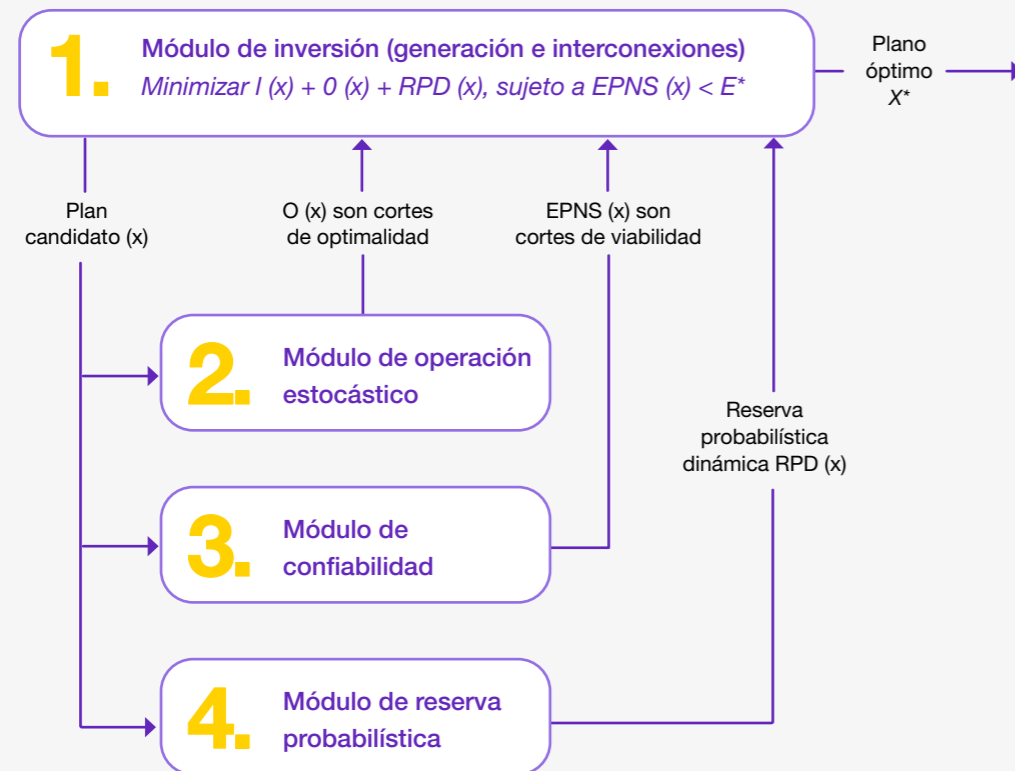 1.
Módulo de inversión (generación e interconexiones)
Minimizar I (x) + 0 (x) + RPD (x), sujeto a EPNS (x) < E*
Plano
óptimo
X*
Plan
candidato (x)
O (x) son cortes
de optimalidad
EPNS (x) son
cortes de viabilidad
2.
Módulo de operación
estocástico
Reserva
probabilística
dinámica RPD (x)
3.
Módulo de
confiabilidad
4.
Módulo de reserva
probabilística